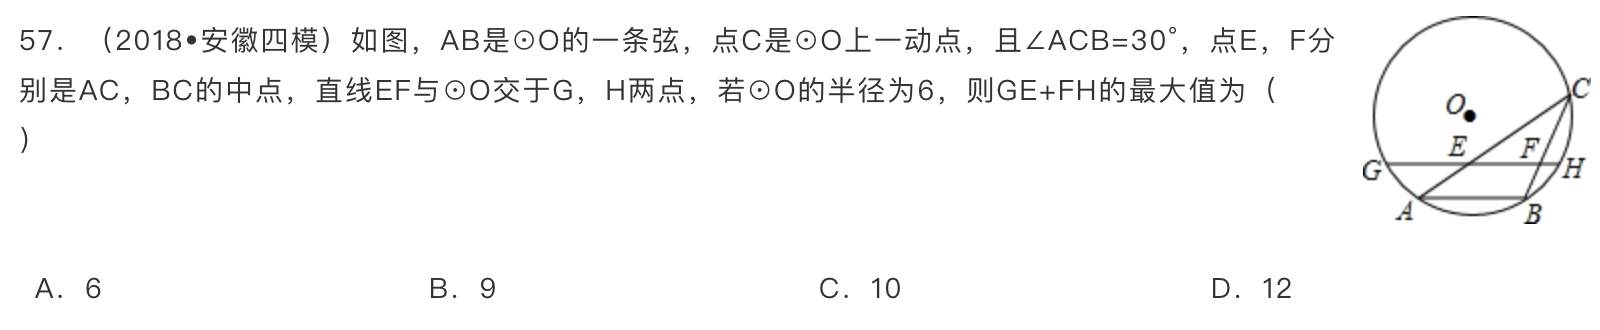 57．（2018•安徽四模）如图，AB是⊙O的一条弦，点C是⊙O上一动点，且∠ACB=30°，点E，F分
别是AC，BC的中点，直线EF与⊙O交于G，H两点，若⊙O的半径为6，则GE+FH的最大值为（
）
C
O
E
F
G
H
A
B
A．6
B．9
C．10
D．12